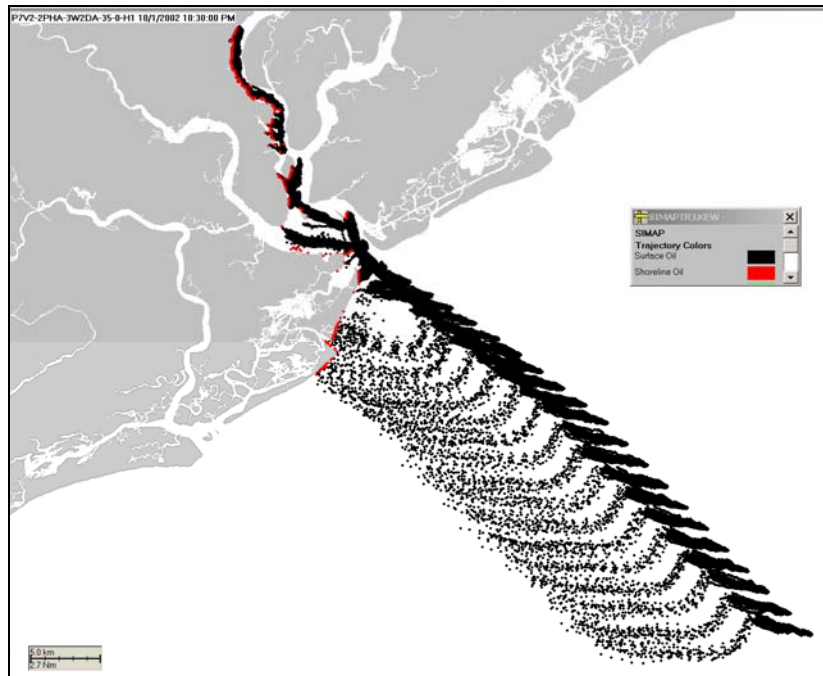 P7V2-2PHA-3W2DA-35-0-H1 10/1/2002 10:30:00 PM
SIMAPTR3.KEW
SIMAP
Trajectory Colors
Surface Oil
Shoreline Oil
5.0 km
2.7 Nm